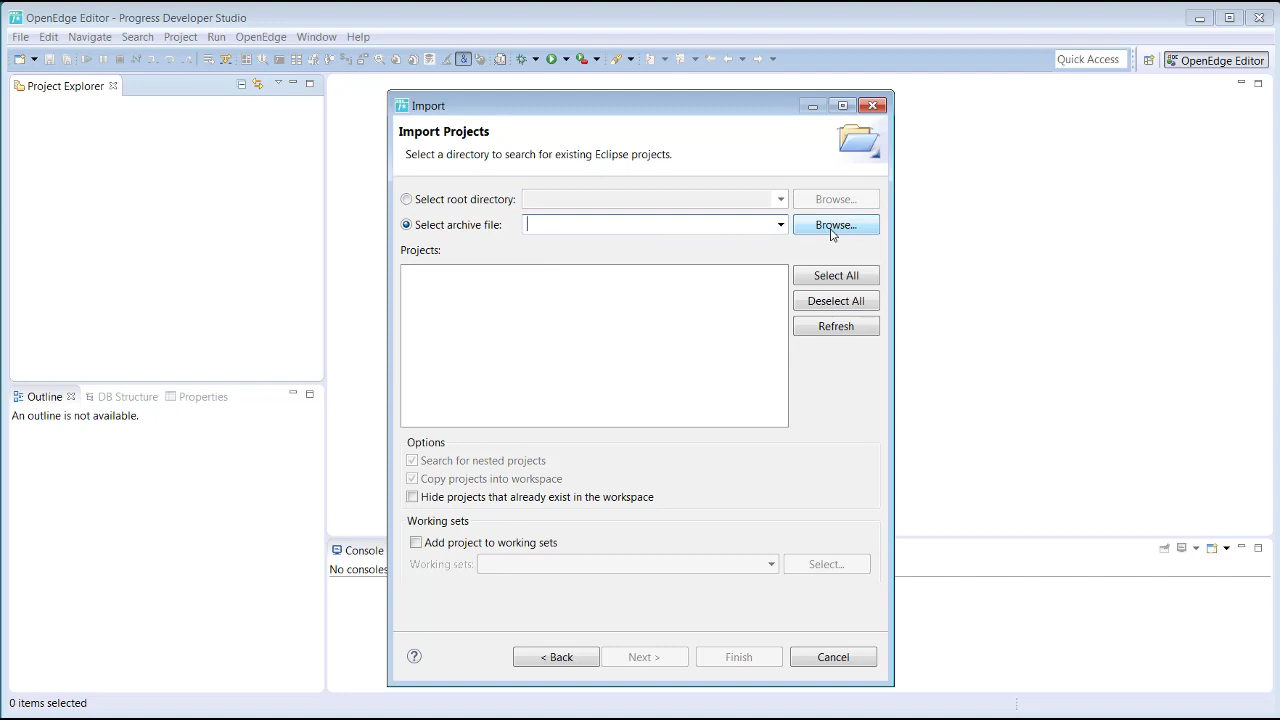 OpenEdge Editor - Progress Developer Studio
File Edit Navigate Search Project Run OpenEdge Window Help
Quick Access
OpenEdge Editor
Project Explorer
Import
Import Projects
Select a directory to search for existing Eclipse projects.
Select root directory:
Browse...
Select archive file:
Browse...
Projects:
Select All
Deselect All
Refresh
Outline
DB Structure
Properties
An outline is not available.
Options
Search for nested projects
Copy projects into workspace
Hide projects that already exist in the workspace
Working sets
Add project to working sets
Working sets:
Select...
Console
No consoles
?
< Back
Next >
Finish
Cancel
0 items selected